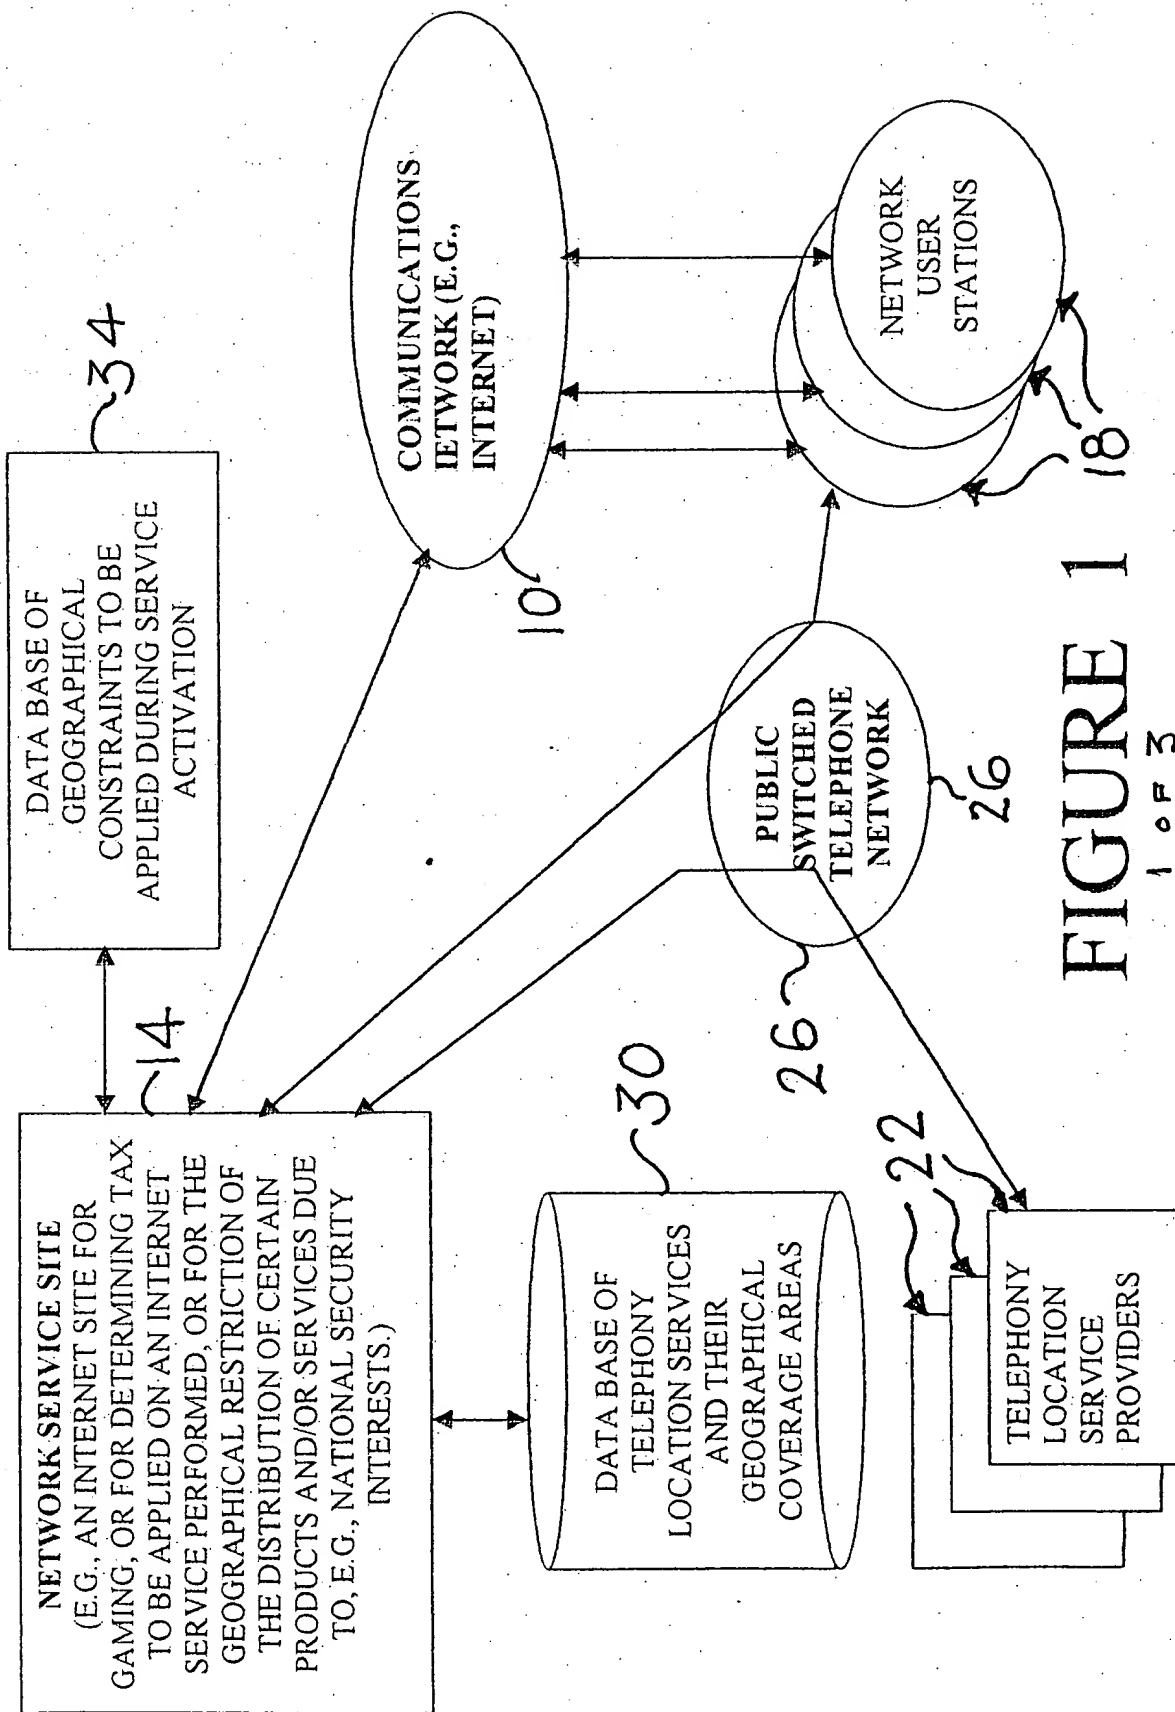 NETWORK SERVICE SITE
(E.G., AN INTERNET SITE FOR
GAMING, OR FOR DETERMINING TAX
TO BE APPLIED ON AN INTERNET
SERVICE PERFORMED, OR FOR THE
GEOGRAPHICAL RESTRICTION OF
THE DISTRIBUTION OF CERTAIN
PRODUCTS AND/OR SERVICES DUE
TO, E.G., NATIONAL SECURITY
INTERESTS.)
14
DATA BASE OF
GEOGRAPHICAL
CONSTRAINTS TO BE
APPLIED DURING SERVICE
ACTIVATION
34
COMMUNICATIONS
IETWORK (E.G.,
INTERNET)
10
DATA BASE OF
TELEPHONY
LOCATION SERVICES
AND THEIR
GEOGRAPHICAL
COVERAGE AREAS
30
PUBLIC
SWITCHED
TELEPHONE
NETWORK
26
26
NETWORK
USER
STATIONS
18
TELEPHONY
LOCATION
SERVICE
PROVIDERS
22
FIGURE 1
1 OF 3